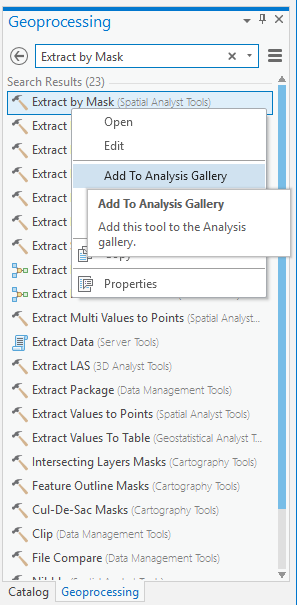 Geoprocessing
Extract by Mask
Search Results (23)
Extract by Mask (Spatial Analyst Tools)
Open
Extract
Edit
Extract
Extract
Add To Analysis Gallery
Extract
Add To Analysis Gallery
Extract
Add this tool to the Analysis
gallery.
Extract
Copy
Extract
Properties
Extract
Extract Multi Values to Points (Spatial Analyst
Extract Data (Server Tools)
Extract LAS (3D Analyst Tools)
Extract Package (Data Management Tools)
Extract Values to Points (Spatial Analyst Tools)
Extract Values To Table (Geostatistical Analyst T...
Intersecting Layers Masks (Cartography Tools)
Feature Outline Masks (Cartography Tools)
Cul-De-Sac Masks (Cartography Tools)
Clip (Data Management Tools)
File Compare (Data Management Tools)
Catalog Geoprocessing